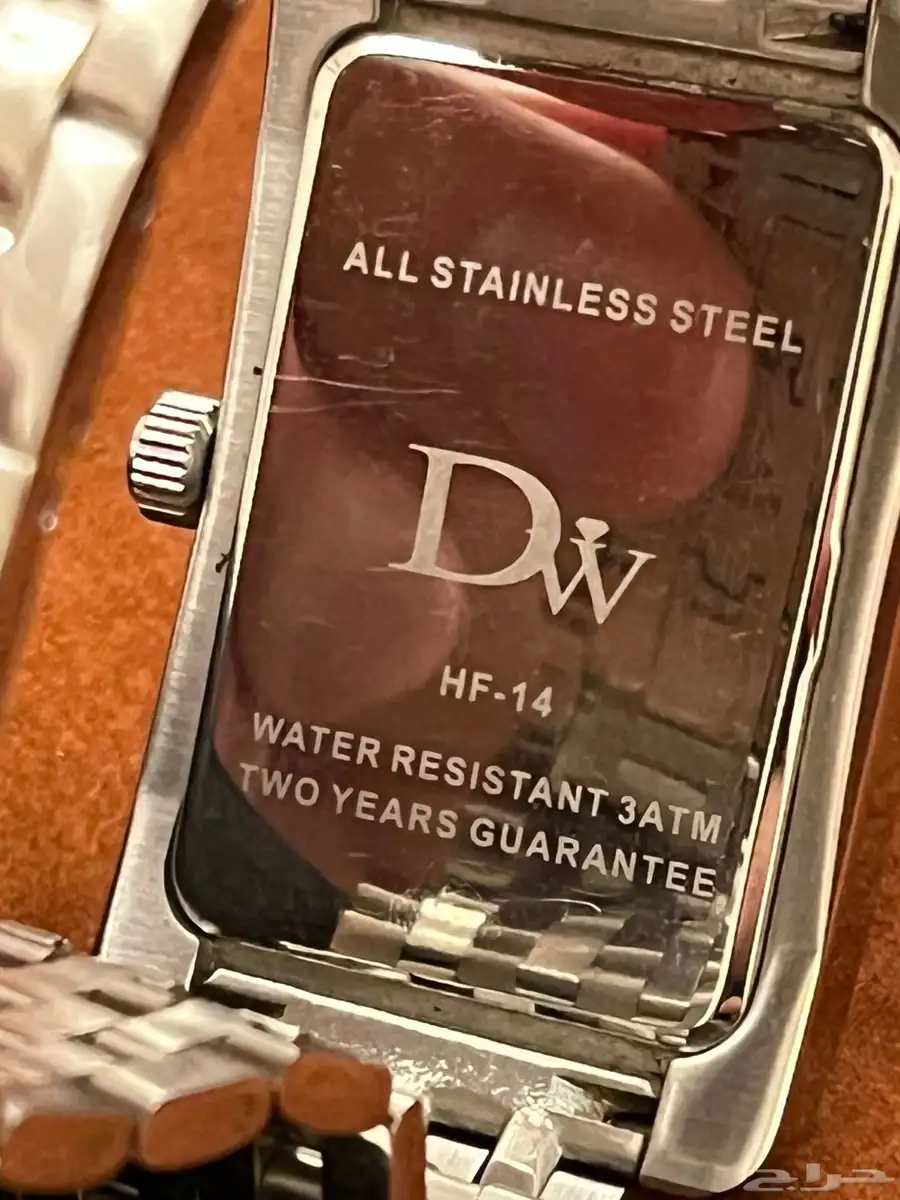 ALL STAINLESS STEEL
DW
HF-14
WATER RESISTANT 3ATM
TWO YEARS GUARANTEE
حراج